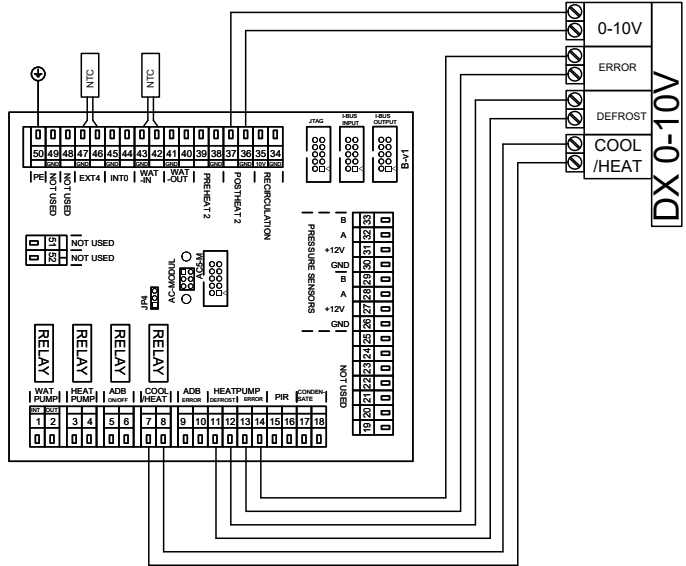 0-10V
ERROR
DEFROST
COOL
/HEAT
DX 0-10V
NTC
NTC
JTAG
I-BUS
INPUT
I-BUS
OUTPUT
B-v1
50 49 48 47 46 45 44 43 42 41 40 39 38 37 36 35 34
GND GND GND GND GND GND GND 10V GND
PE
NOT USED
NOT USED
EXT4
INT0
WAT
-IN
WAT
-OUT
PREHEAT 2
POSTHEAT 2
RECIRCULATION
51 NOT USED
52 NOT USED
AC-MODUL
AC5-M
JP4
PRESSURE SENSORS
B 33
A 32
+12V 31
GND 30
B 29
A 28
+12V 27
GND 26
25
24
23
22
21
20
19
NOT USED
RELAY
RELAY
RELAY
RELAY
WAT
PUMP
HEAT
PUMP
ADB
ON/OFF
COOL
/HEAT
ADB
ERROR
HEATPUMP
DEFROST
ERROR
PIR
CONDEN-
SATE
INT OUT
1 2 3 4 5 6 7 8 9 10 11 12 13 14 15 16 17 18